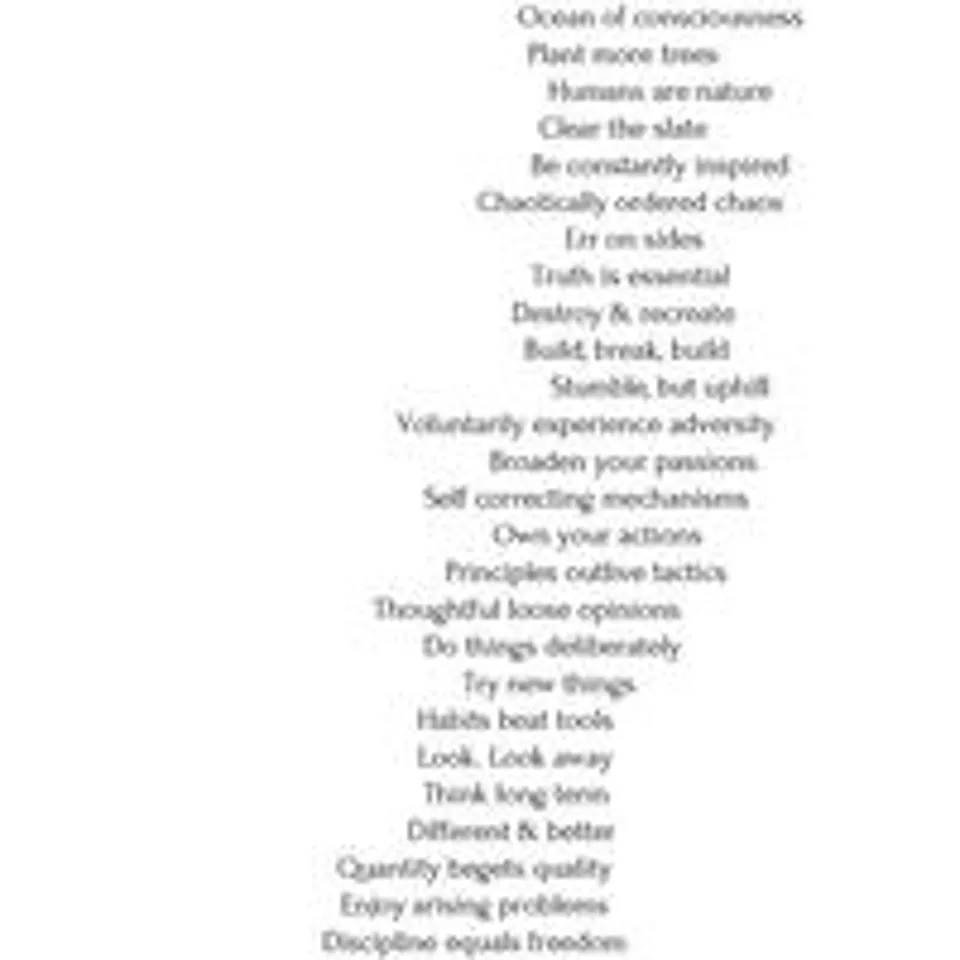 Ocean of consciousness
Plant more trees
Humans are nature
Clear the slate
Be constantly inspired
Chaotically ordered chaos
Err on sides
Truth is essential
Destroy & recreate
Build, break, build
Stumble, but uphill
Voluntarily experience adversity
Broaden your passions
Self correcting mechanisms
Own your actions
Principles outlive tactics
Thoughtful loose opinions
Do things deliberately
Try new things
Habits beat tools
Look. Look away
Think long term
Different & better
Quantity begets quality
Enjoy arising problems
Discipline equals freedom